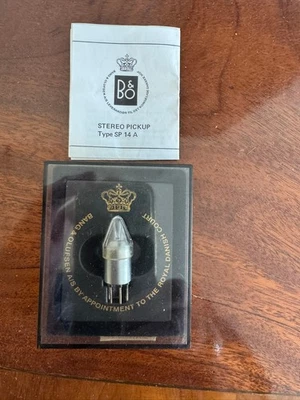 B&O
STEREO PICKUP
Type SP 14 A
BANG & OLUFSEN A/S BY APPOINTMENT TO THE ROYAL DANISH COURT